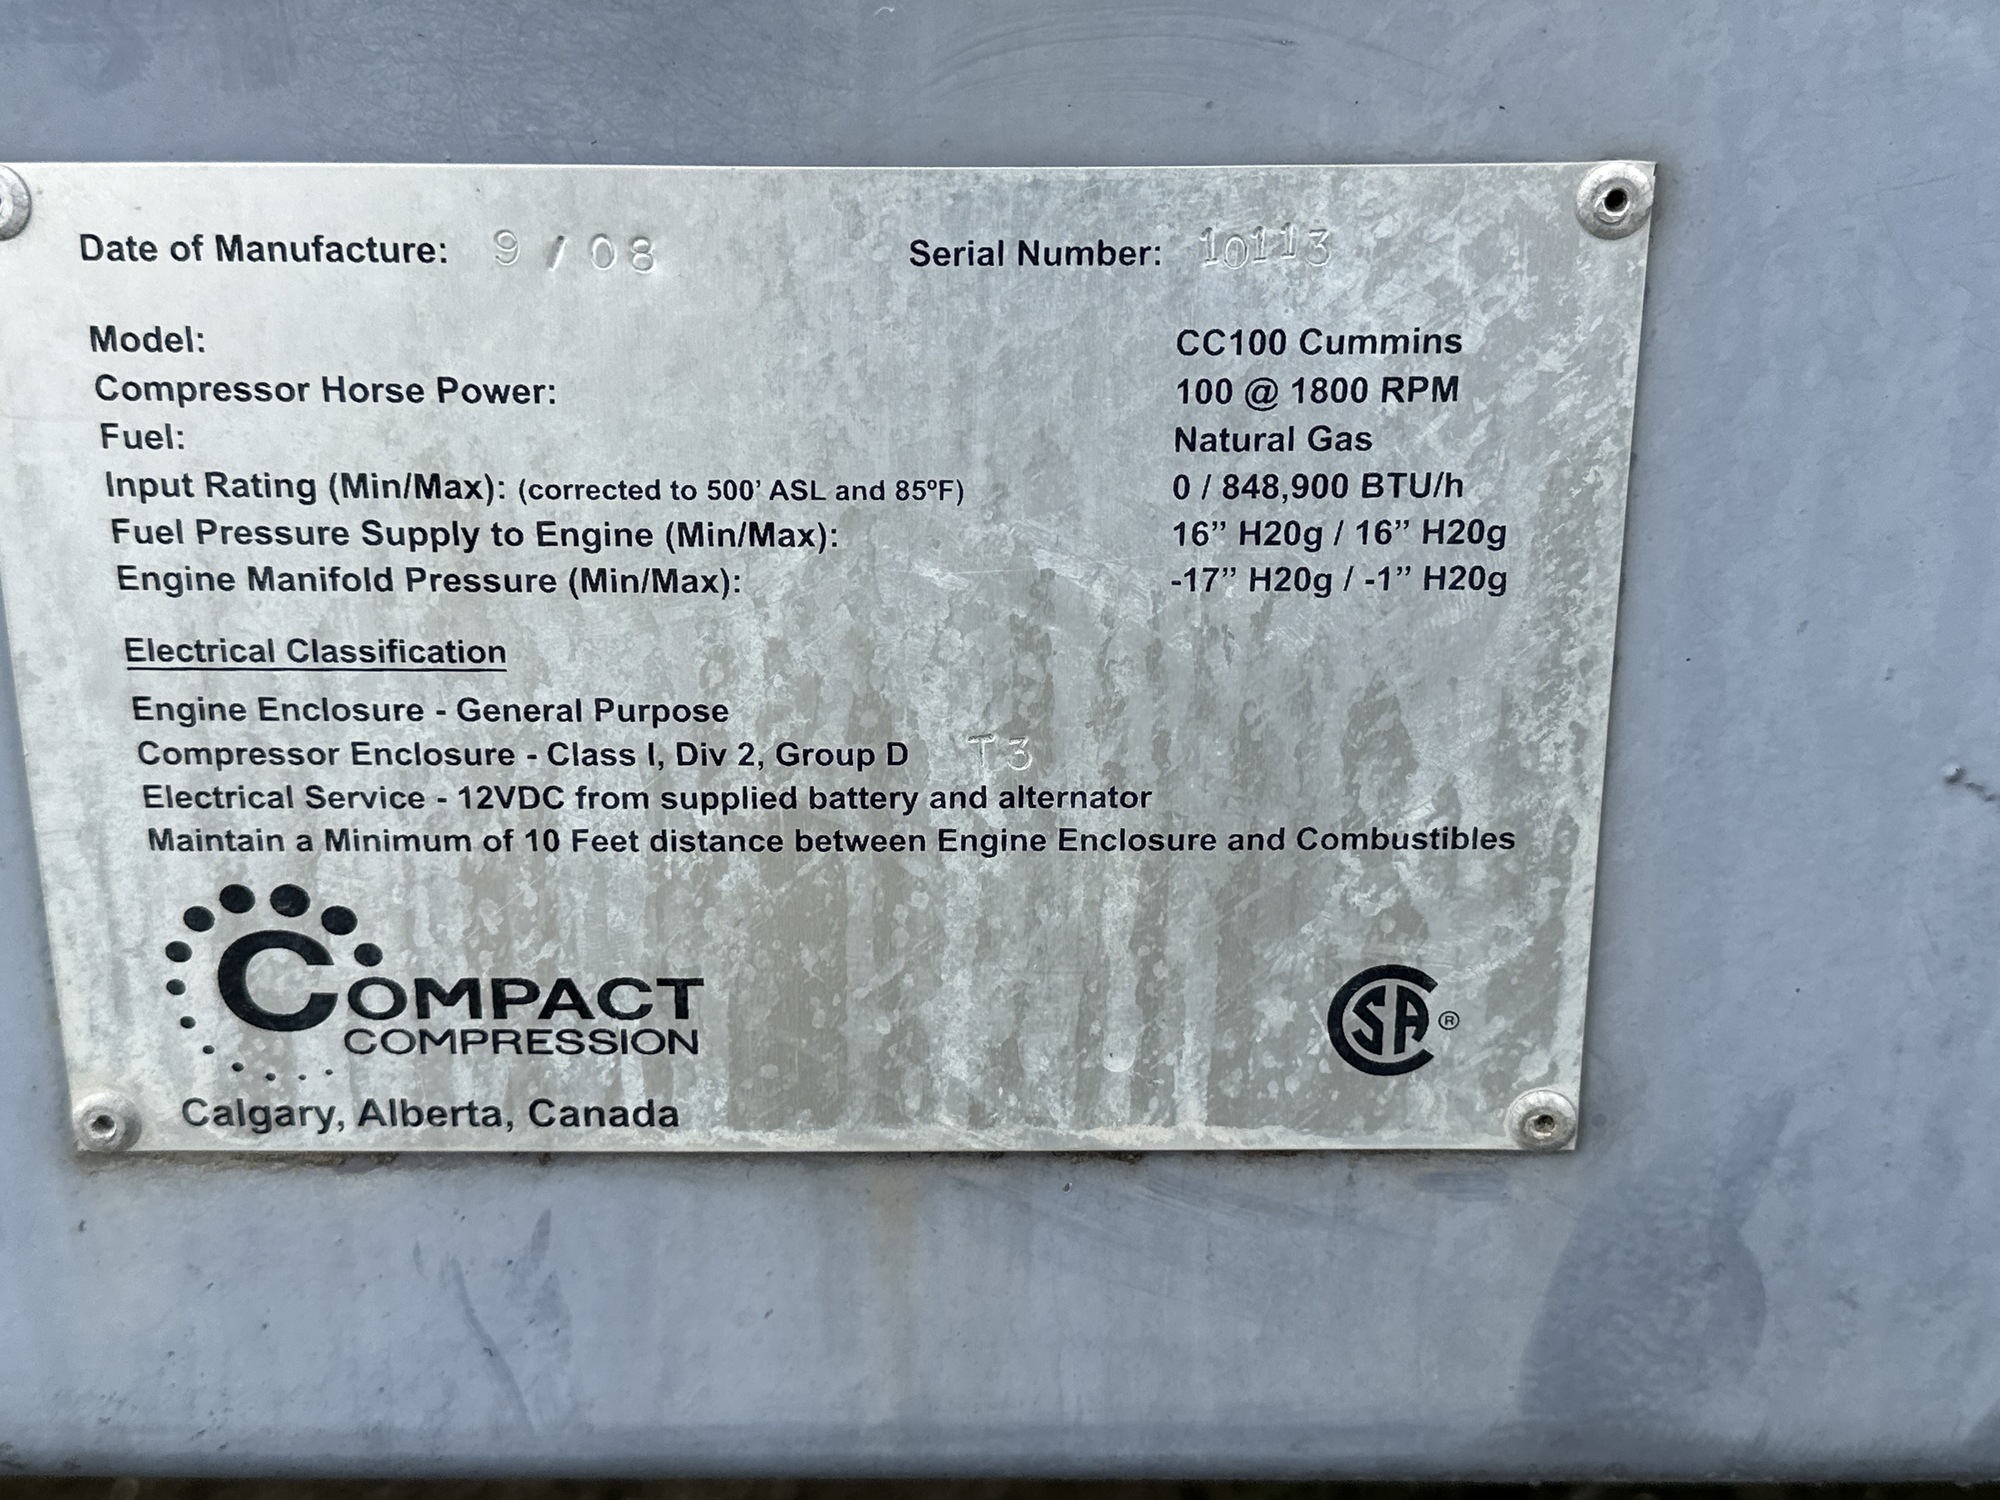 Date of Manufacture: 9 / 08 Serial Number: 10113
Model: CC100 Cummins
Compressor Horse Power: 100 @ 1800 RPM
Fuel: Natural Gas
Input Rating (Min/Max): (corrected to 500' ASL and 85ºF) 0 / 848,900 BTU/h
Fuel Pressure Supply to Engine (Min/Max): 16” H20g / 16” H20g
Engine Manifold Pressure (Min/Max): -17” H20g / -1” H20g
Electrical Classification
Engine Enclosure - General Purpose
Compressor Enclosure - Class I, Div 2, Group D T3
Electrical Service - 12VDC from supplied battery and alternator
Maintain a Minimum of 10 Feet distance between Engine Enclosure and Combustibles
COMPACT
COMPRESSION
CSA ®
Calgary, Alberta, Canada